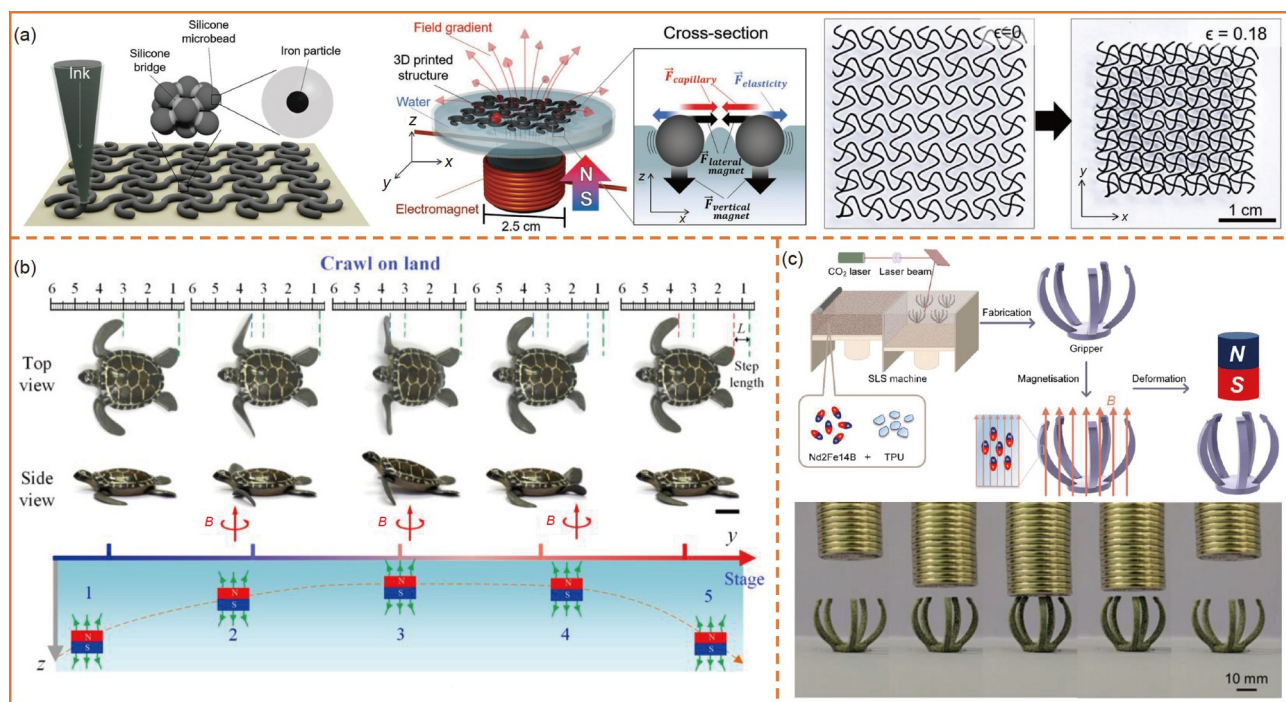 (a)
Silicone
bridge
Silicone
microbead
Iron particle
Ink
Field gradient
3D printed
structure
Water
z
x
y
Electromagnet
2.5 cm
N
S
Cross-section
F⃗capillary
F⃗elasticity
F⃗lateral
magnet
F⃗vertical
magnet
z
x
ϵ=0
ϵ = 0.18
y
x
1 cm
(b)
Crawl on land
6 5 4 3 2 1
6 5 4 3 2 1
6 5 4 3 2 1
6 5 4 3 2 1
6 5 4 3 2 1
Top
view
L
Step
length
Side
view
B
B
B
y
Stage
1
2
3
4
5
N
S
N
S
N
S
N
S
N
S
z
(c)
CO2 laser
Laser beam
SLS machine
Nd2Fe14B + TPU
Fabrication
Gripper
Magnetisation
Deformation
B
N
S
10 mm